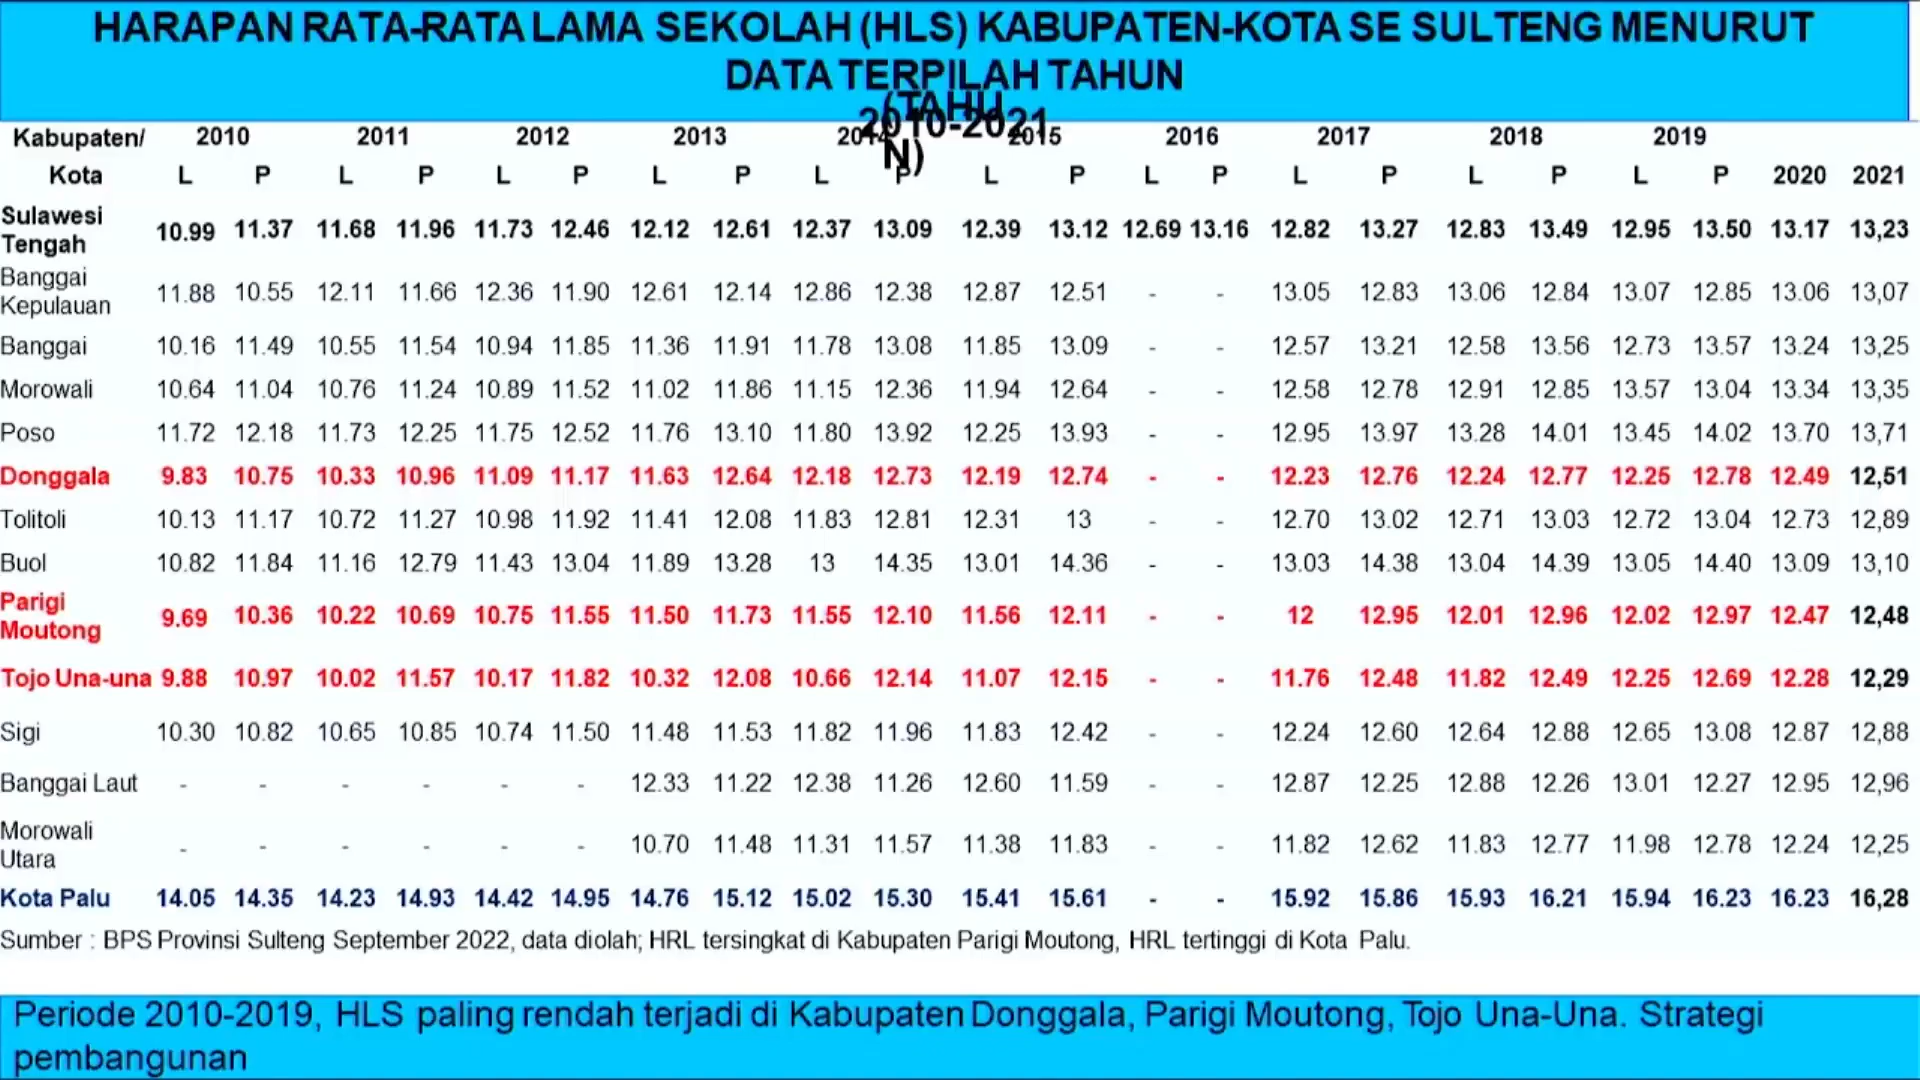 HARAPAN RATA-RATA LAMA SEKOLAH (HLS) KABUPATEN-KOTA SE SULTENG MENURUT
DATA TERPILAH TAHUN
2010-2021
(TAHU
N)
Kabupaten/ 2010 2011 2012 2013 2014 2015 2016 2017 2018 2019
Kota L P L P L P L P L P L P L P L P L P L P 2020 2021
Sulawesi
Tengah 10.99 11.37 11.68 11.96 11.73 12.46 12.12 12.61 12.37 13.09 12.39 13.12 12.69 13.16 12.82 13.27 12.83 13.49 12.95 13.50 13.17 13,23
Banggai
Kepulauan 11.88 10.55 12.11 11.66 12.36 11.90 12.61 12.14 12.86 12.38 12.87 12.51 - - 13.05 12.83 13.06 12.84 13.07 12.85 13.06 13,07
Banggai 10.16 11.49 10.55 11.54 10.94 11.85 11.36 11.91 11.78 13.08 11.85 13.09 - - 12.57 13.21 12.58 13.56 12.73 13.57 13.24 13,25
Morowali 10.64 11.04 10.76 11.24 10.89 11.52 11.02 11.86 11.15 12.36 11.94 12.64 - - 12.58 12.78 12.91 12.85 13.57 13.04 13.34 13,35
Poso 11.72 12.18 11.73 12.25 11.75 12.52 11.76 13.10 11.80 13.92 12.25 13.93 - - 12.95 13.97 13.28 14.01 13.45 14.02 13.70 13,71
Donggala 9.83 10.75 10.33 10.96 11.09 11.17 11.63 12.64 12.18 12.73 12.19 12.74 - - 12.23 12.76 12.24 12.77 12.25 12.78 12.49 12,51
Tolitoli 10.13 11.17 10.72 11.27 10.98 11.92 11.41 12.08 11.83 12.81 12.31 13 - - 12.70 13.02 12.71 13.03 12.72 13.04 12.73 12,89
Buol 10.82 11.84 11.16 12.79 11.43 13.04 11.89 13.28 13 14.35 13.01 14.36 - - 13.03 14.38 13.04 14.39 13.05 14.40 13.09 13,10
Parigi
Moutong 9.69 10.36 10.22 10.69 10.75 11.55 11.50 11.73 11.55 12.10 11.56 12.11 - - 12 12.95 12.01 12.96 12.02 12.97 12.47 12,48
Tojo Una-una 9.88 10.97 10.02 11.57 10.17 11.82 10.32 12.08 10.66 12.14 11.07 12.15 - - 11.76 12.48 11.82 12.49 12.25 12.69 12.28 12,29
Sigi 10.30 10.82 10.65 10.85 10.74 11.50 11.48 11.53 11.82 11.96 11.83 12.42 - - 12.24 12.60 12.64 12.88 12.65 13.08 12.87 12,88
Banggai Laut - - - - - - 12.33 11.22 12.38 11.26 12.60 11.59 - - 12.87 12.25 12.88 12.26 13.01 12.27 12.95 12,96
Morowali
Utara - - - - - - 10.70 11.48 11.31 11.57 11.38 11.83 - - 11.82 12.62 11.83 12.77 11.98 12.78 12.24 12,25
Kota Palu 14.05 14.35 14.23 14.93 14.42 14.95 14.76 15.12 15.02 15.30 15.41 15.61 - - 15.92 15.86 15.93 16.21 15.94 16.23 16.23 16,28
Sumber : BPS Provinsi Sulteng September 2022, data diolah; HRL tersingkat di Kabupaten Parigi Moutong, HRL tertinggi di Kota Palu.
Periode 2010-2019, HLS paling rendah terjadi di Kabupaten Donggala, Parigi Moutong, Tojo Una-Una. Strategi
pembangunan